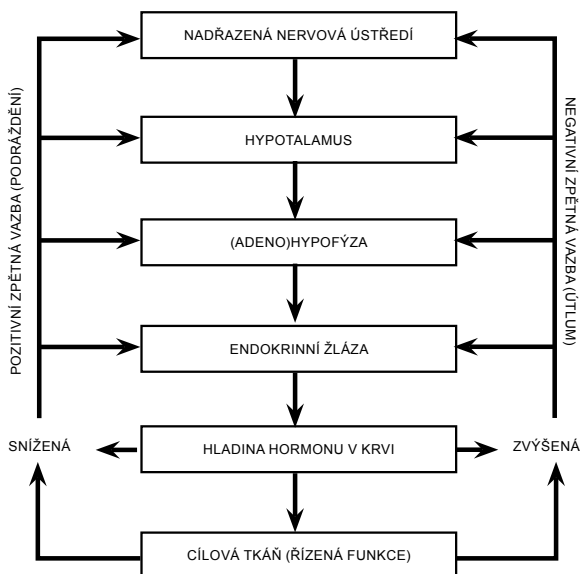 NADŘAZENÁ NERVOVÁ ÚSTŘEDÍ
HYPOTALAMUS
(ADENO)HYPOFÝZA
ENDOKRINNÍ ŽLÁZA
SNÍŽENÁ
HLADINA HORMONU V KRVI
ZVÝŠENÁ
CÍLOVÁ TKÁŇ (ŘÍZENÁ FUNKCE)
POZITIVNÍ ZPĚTNÁ VAZBA (PODRÁŽDĚNÍ)
NEGATIVNÍ ZPĚTNÁ VAZBA (ÚTLUM)